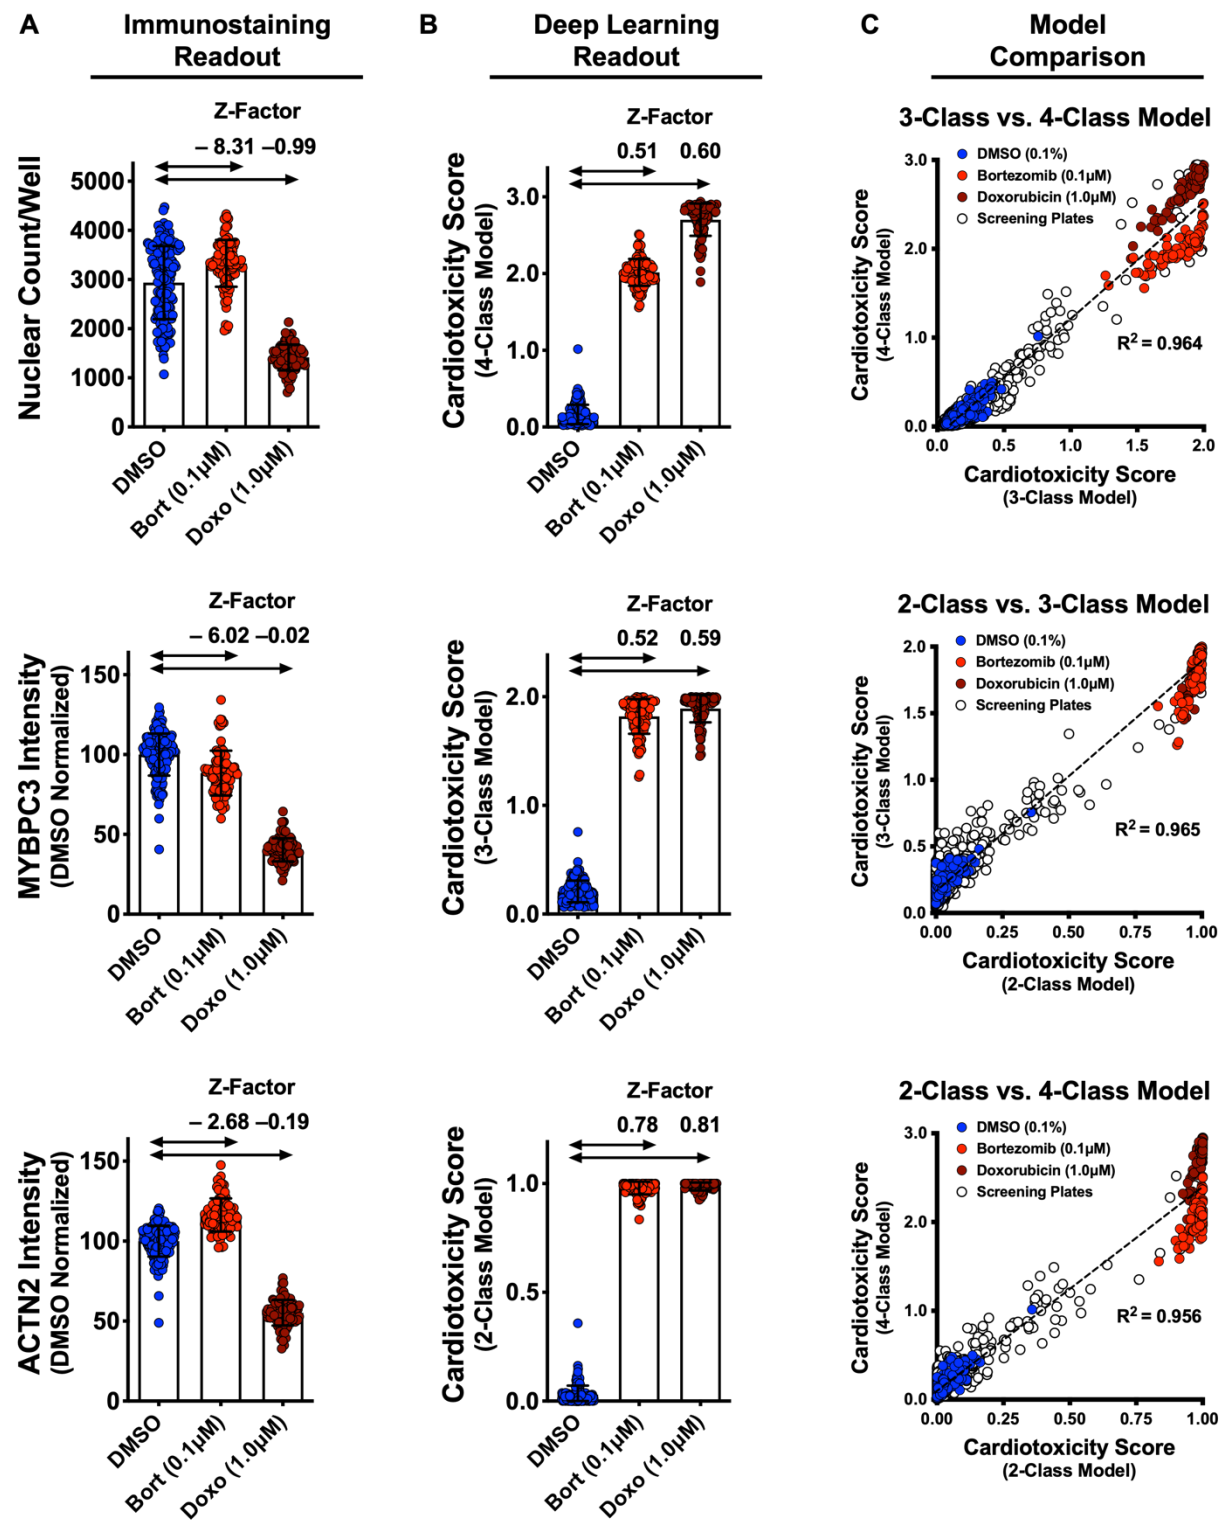 A
Immunostaining
Readout
B
Deep Learning
Readout
C
Model
Comparison
Z-Factor
– 8.31 –0.99
Nuclear Count/Well
5000
4000
3000
2000
1000
0
DMSO
Bort (0.1µM)
Doxo (1.0µM)
Z-Factor
0.51 0.60
Cardiotoxicity Score
(4-Class Model)
3.0
2.0
1.0
0.0
DMSO
Bort (0.1µM)
Doxo (1.0µM)
3-Class vs. 4-Class Model
DMSO (0.1%)
Bortezomib (0.1µM)
Doxorubicin (1.0µM)
Screening Plates
Cardiotoxicity Score
(4-Class Model)
3.0
2.0
1.0
0.0
R² = 0.964
0.0 0.5 1.0 1.5 2.0
Cardiotoxicity Score
(3-Class Model)
Z-Factor
– 6.02 –0.02
MYBPC3 Intensity
(DMSO Normalized)
150
100
50
0
DMSO
Bort (0.1µM)
Doxo (1.0µM)
Z-Factor
0.52 0.59
Cardiotoxicity Score
(3-Class Model)
2.0
1.0
0.0
DMSO
Bort (0.1µM)
Doxo (1.0µM)
2-Class vs. 3-Class Model
DMSO (0.1%)
Bortezomib (0.1µM)
Doxorubicin (1.0µM)
Screening Plates
Cardiotoxicity Score
(3-Class Model)
2.0
1.5
1.0
0.5
0.0
R² = 0.965
0.00 0.25 0.50 0.75 1.00
Cardiotoxicity Score
(2-Class Model)
Z-Factor
– 2.68 –0.19
ACTN2 Intensity
(DMSO Normalized)
150
100
50
0
DMSO
Bort (0.1µM)
Doxo (1.0µM)
Z-Factor
0.78 0.81
Cardiotoxicity Score
(2-Class Model)
1.0
0.5
0.0
DMSO
Bort (0.1µM)
Doxo (1.0µM)
2-Class vs. 4-Class Model
DMSO (0.1%)
Bortezomib (0.1µM)
Doxorubicin (1.0µM)
Screening Plates
Cardiotoxicity Score
(4-Class Model)
3.0
2.0
1.0
0.0
R² = 0.956
0.00 0.25 0.50 0.75 1.00
Cardiotoxicity Score
(2-Class Model)